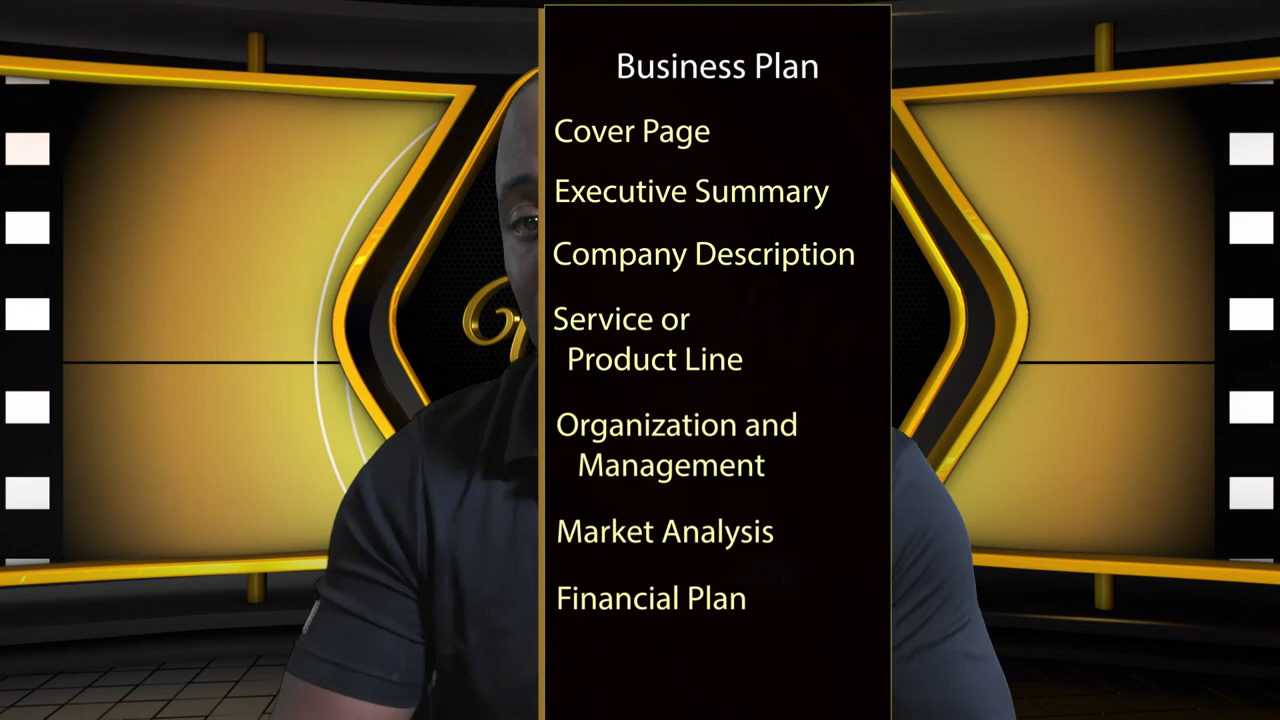 Business Plan
Cover Page
Executive Summary
Company Description
Service or
Product Line
Organization and
Management
Market Analysis
Financial Plan